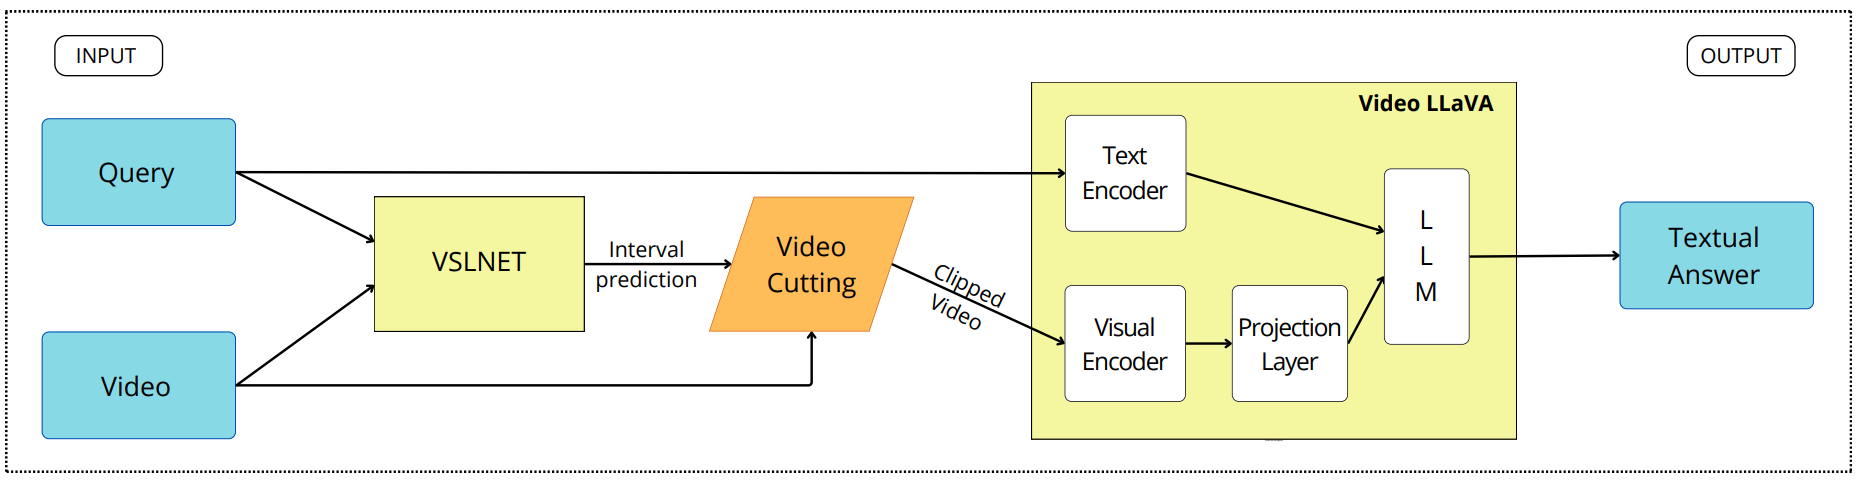 INPUT
OUTPUT
Query
Video
VSLNET
Interval
prediction
Video
Cutting
Clipped
Video
Video LLaVA
Text
Encoder
Visual
Encoder
Projection
Layer
L
L
M
Textual
Answer